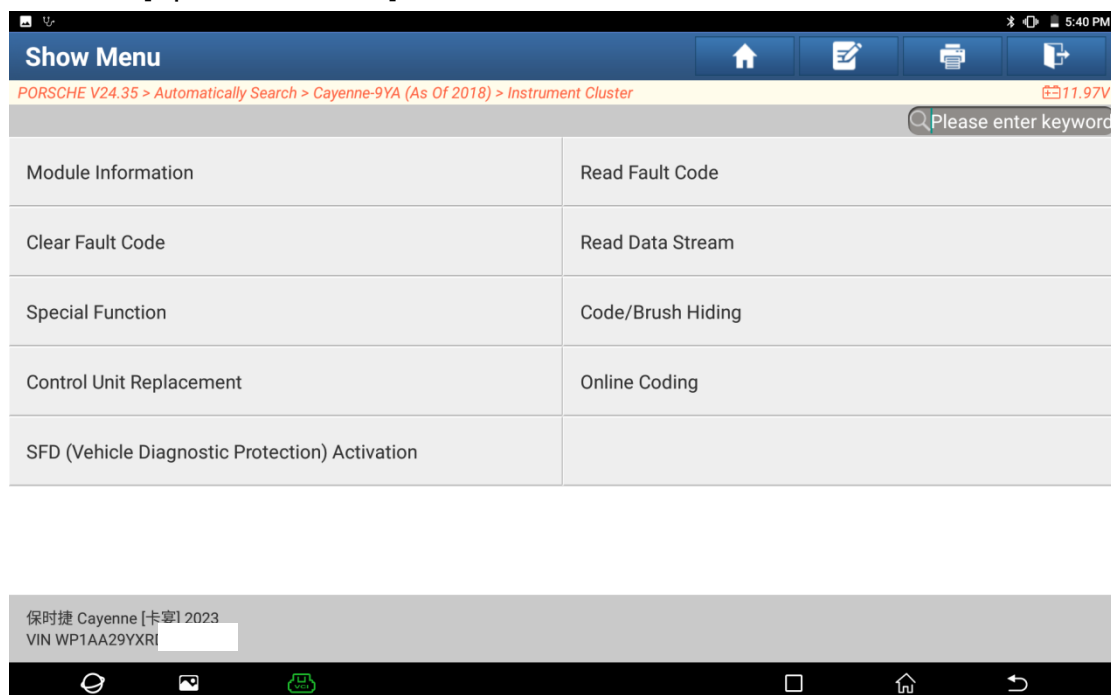 5:40 PM
Show Menu
PORSCHE V24.35 > Automatically Search > Cayenne-9YA (As Of 2018) > Instrument Cluster
11.97V
Please enter keyword
Module Information
Read Fault Code
Clear Fault Code
Read Data Stream
Special Function
Code/Brush Hiding
Control Unit Replacement
Online Coding
SFD (Vehicle Diagnostic Protection) Activation
保时捷 Cayenne [卡宴] 2023
VIN WP1AA29YXR
VCI